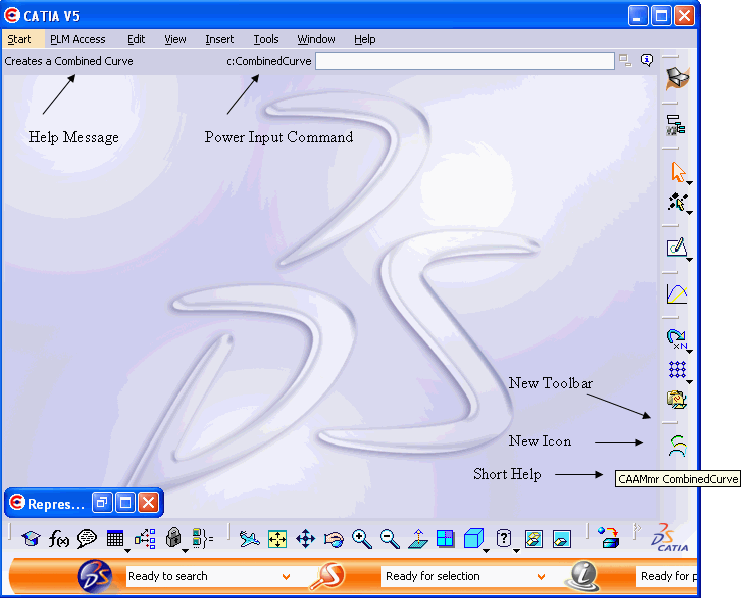 CATIA V5
Start PLM Access Edit View Insert Tools Window Help
Creates a Combined Curve c:CombinedCurve
Help Message Power Input Command
New Toolbar
New Icon
Short Help
CAAMmr CombinedCurve
Repres...
f(x)
CATIA
Ready to search Ready for selection Ready for p